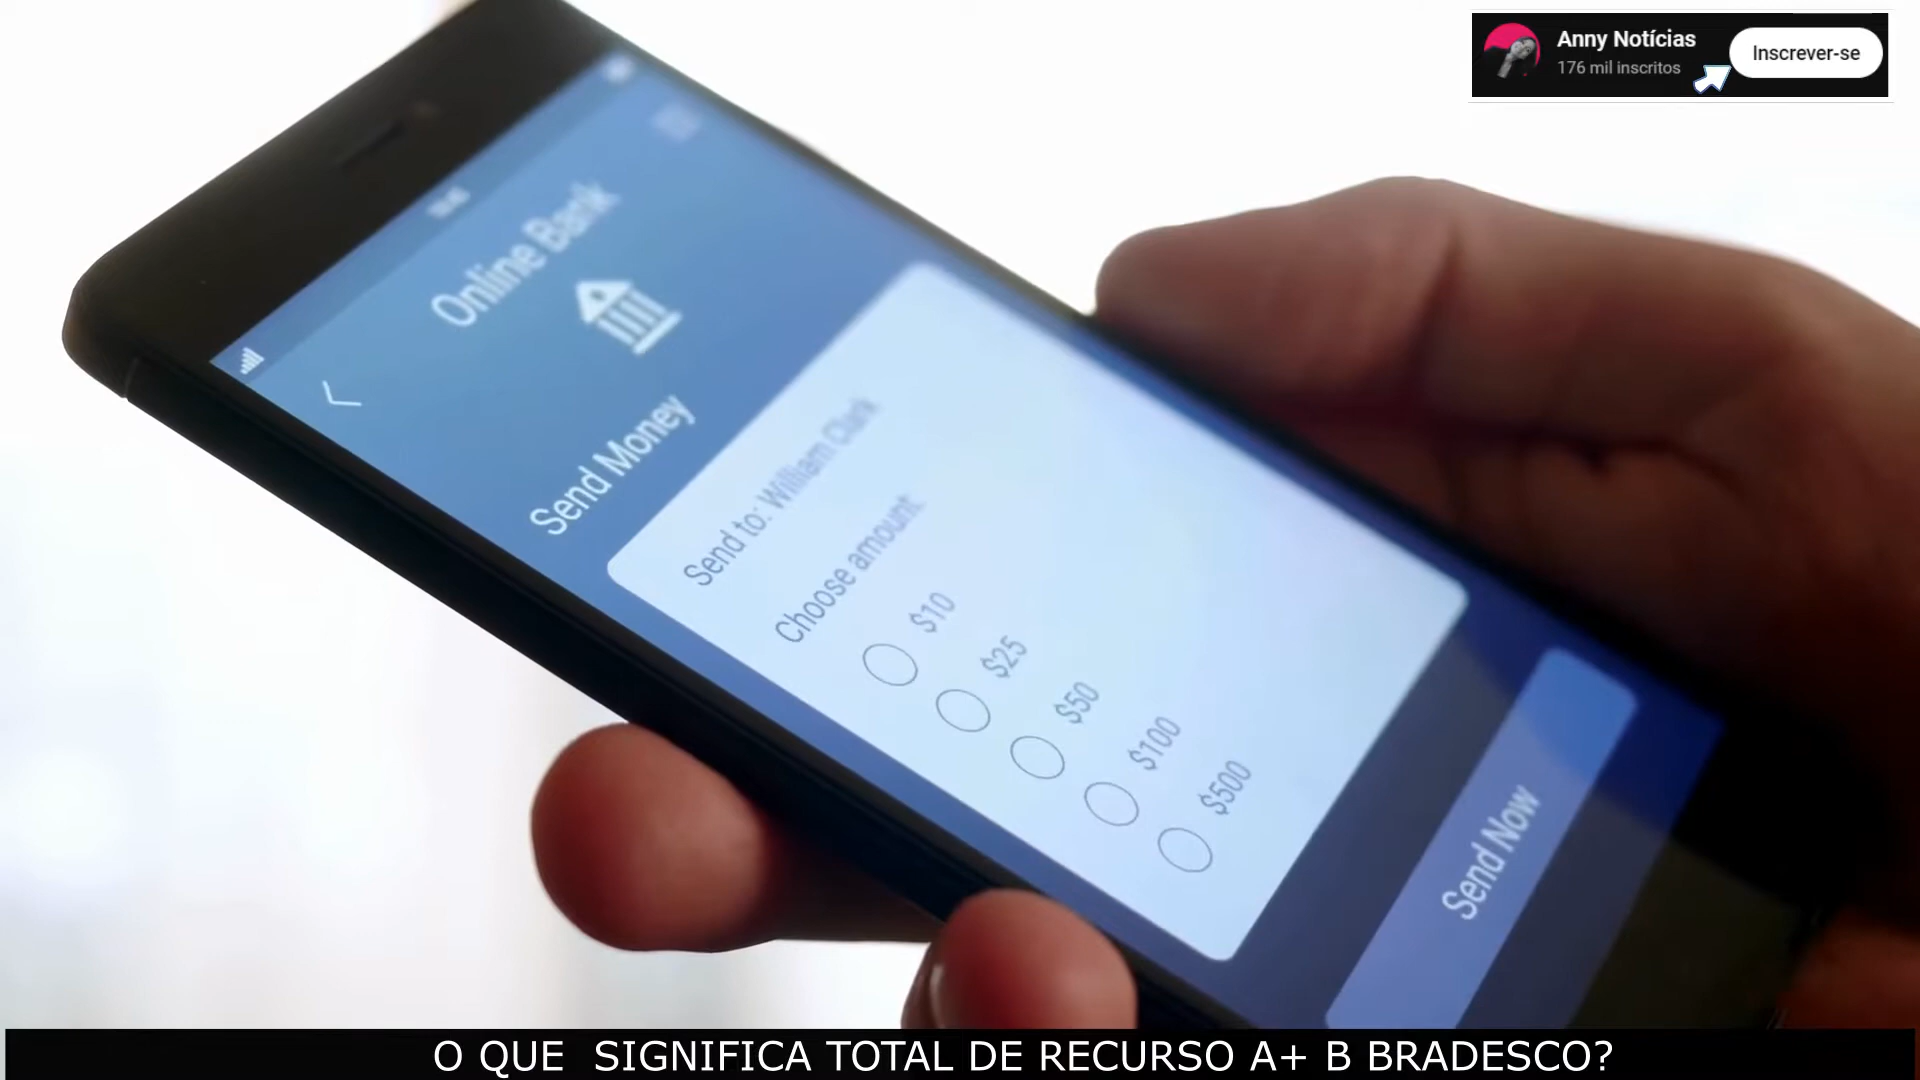 Anny Notícias
176 mil inscritos
Inscrever-se
Online Bank
Send Money
Send to: William Clark
Choose amount:
$10
$25
$50
$100
$500
Send Now
O QUE SIGNIFICA TOTAL DE RECURSO A+ B BRADESCO?